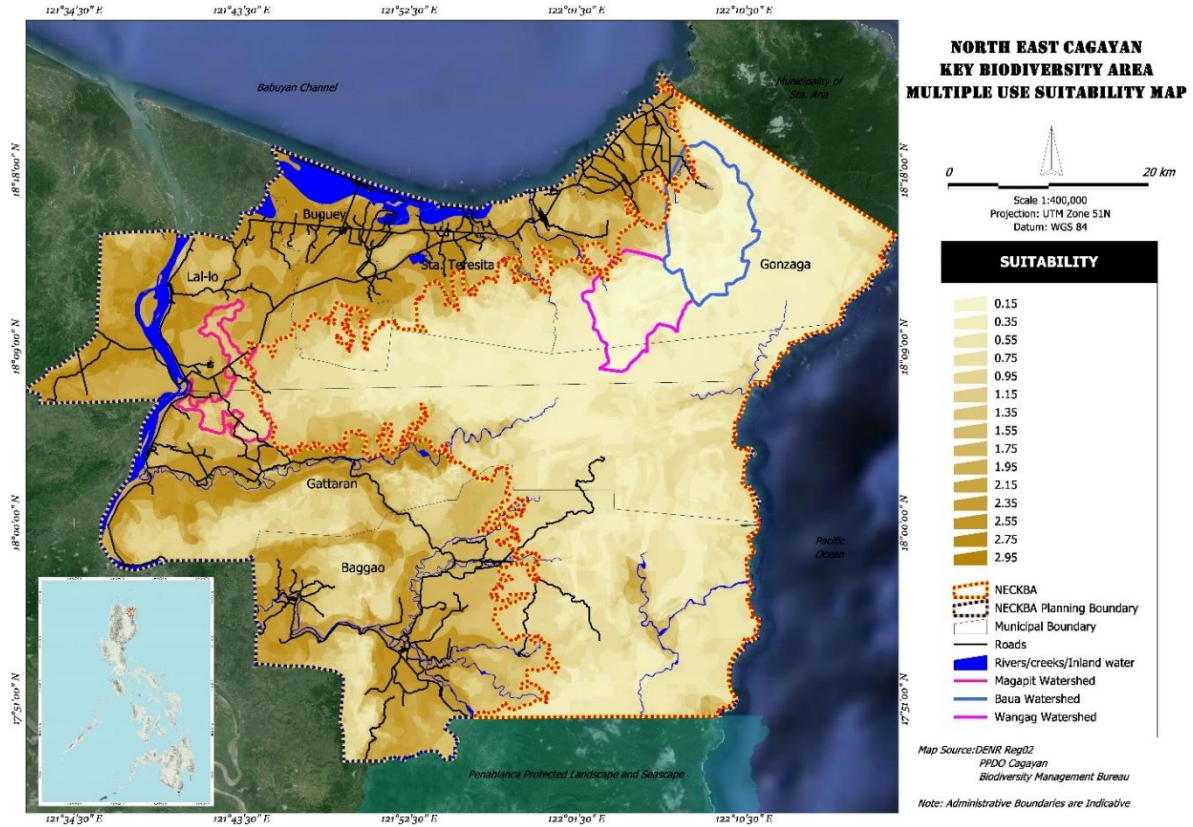 121°34'30" E
121°43'30" E
121°52'30" E
122°01'30" E
122°10'30" E
NORTH EAST CAGAYAN
KEY BIODIVERSITY AREA
MULTIPLE USE SUITABILITY MAP
0
20 km
Scale 1:400,000
Projection: UTM Zone 51N
Datum: WGS 84
SUITABILITY
0.15
0.35
0.55
0.75
0.95
1.15
1.35
1.55
1.75
1.95
2.15
2.35
2.55
2.75
2.95
NECKBA
NECKBA Planning Boundary
Municipal Boundary
Roads
Rivers/creeks/Inland water
Magapit Watershed
Baua Watershed
Wangag Watershed
Map Source:DENR Reg02
PPDO Cagayan
Biodiversity Management Bureau
Note: Administrative Boundaries are Indicative
Babuyan Channel
Municipality of
Sta. Ana
18°18'00" N
18°18'00" N
Buguey
Lal-lo
Sta. Teresita
Gonzaga
18°09'00" N
18°09'00" N
Gattaran
18°00'00" N
18°00'00" N
Baggao
Pacific
Ocean
17°51'00" N
17°51'00" N
Penablanca Protected Landscape and Seascape
121°34'30" E
121°43'30" E
121°52'30" E
122°01'30" E
122°10'30" E